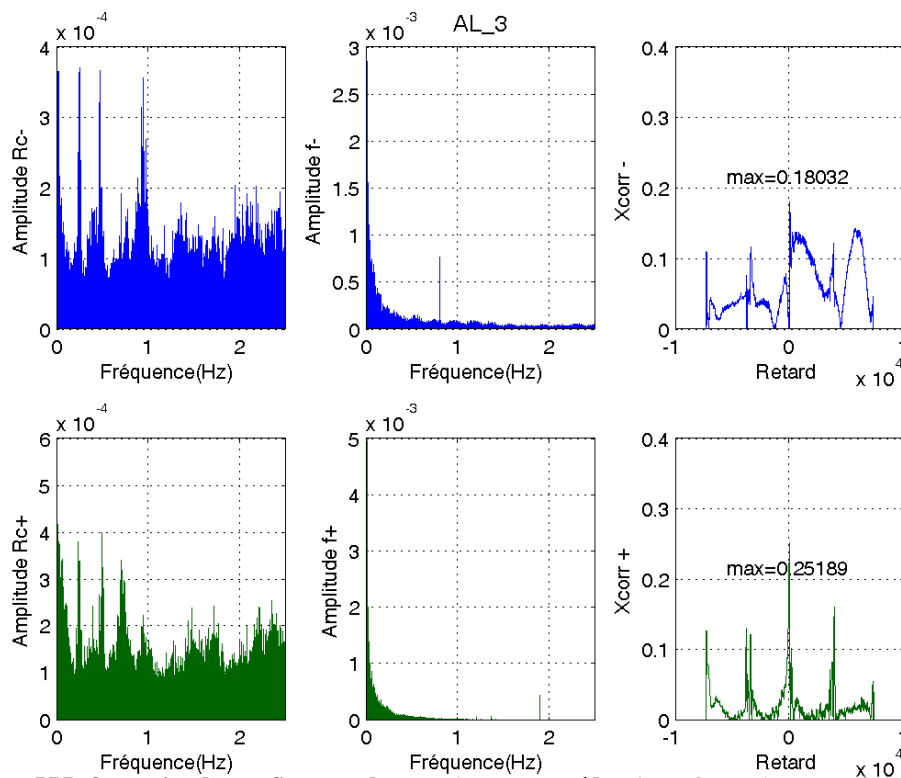 AL_3
x 10^-4
4
3
2
1
0
0 1 2
Amplitude Rc-
Fréquence(Hz)
x 10^-3
3
2.5
2
1.5
1
0.5
0
0 1 2
Amplitude f-
Fréquence(Hz)
0.4
0.3
0.2
0.1
0
-1 0 1
Xcorr -
max=0.18032
Retard
x 10^4
x 10^-4
6
5
4
3
2
1
0
0 1 2
Amplitude Rc+
Fréquence(Hz)
x 10^-3
5
4
3
2
1
0
0 1 2
Amplitude f+
Fréquence(Hz)
0.4
0.3
0.2
0.1
0
-1 0 1
Xcorr +
max=0.25189
Retard
x 10^4